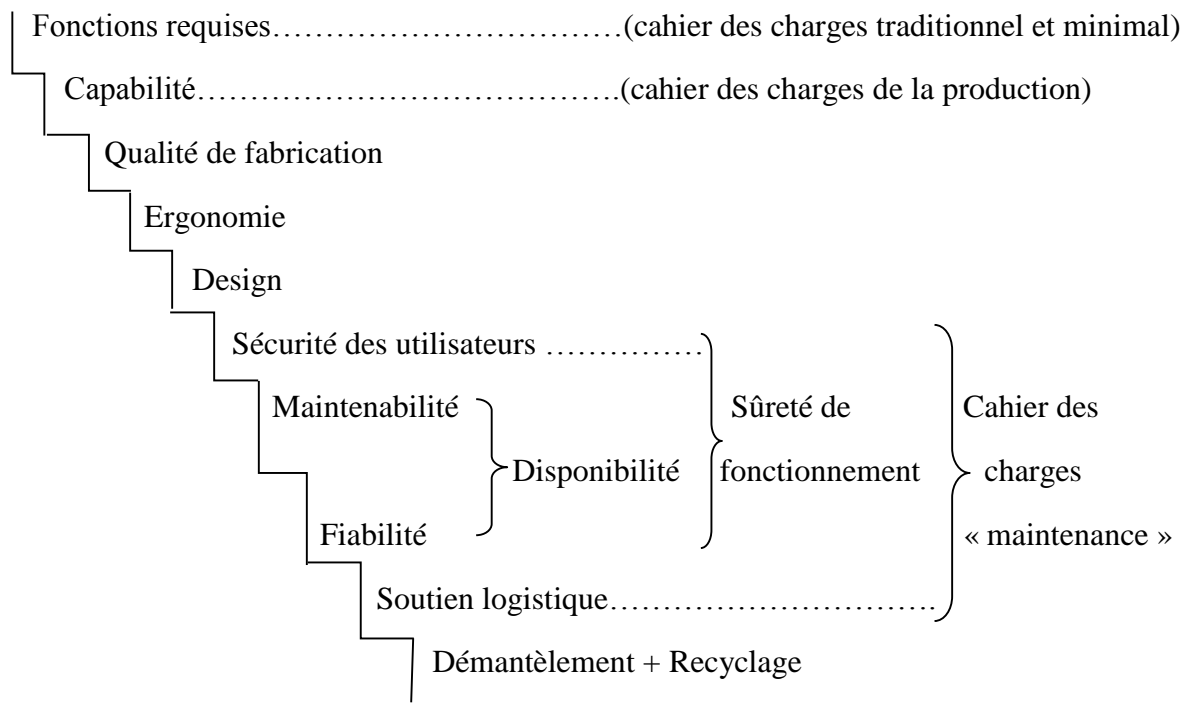 Fonctions requises……………………………(cahier des charges traditionnel et minimal)
Capabilité…………………………………….(cahier des charges de la production)
Qualité de fabrication
Ergonomie
Design
Sécurité des utilisateurs ……………
Maintenabilité Sûreté de Cahier des
Disponibilité fonctionnement charges
Fiabilité « maintenance »
Soutien logistique………………………….
Démantèlement + Recyclage